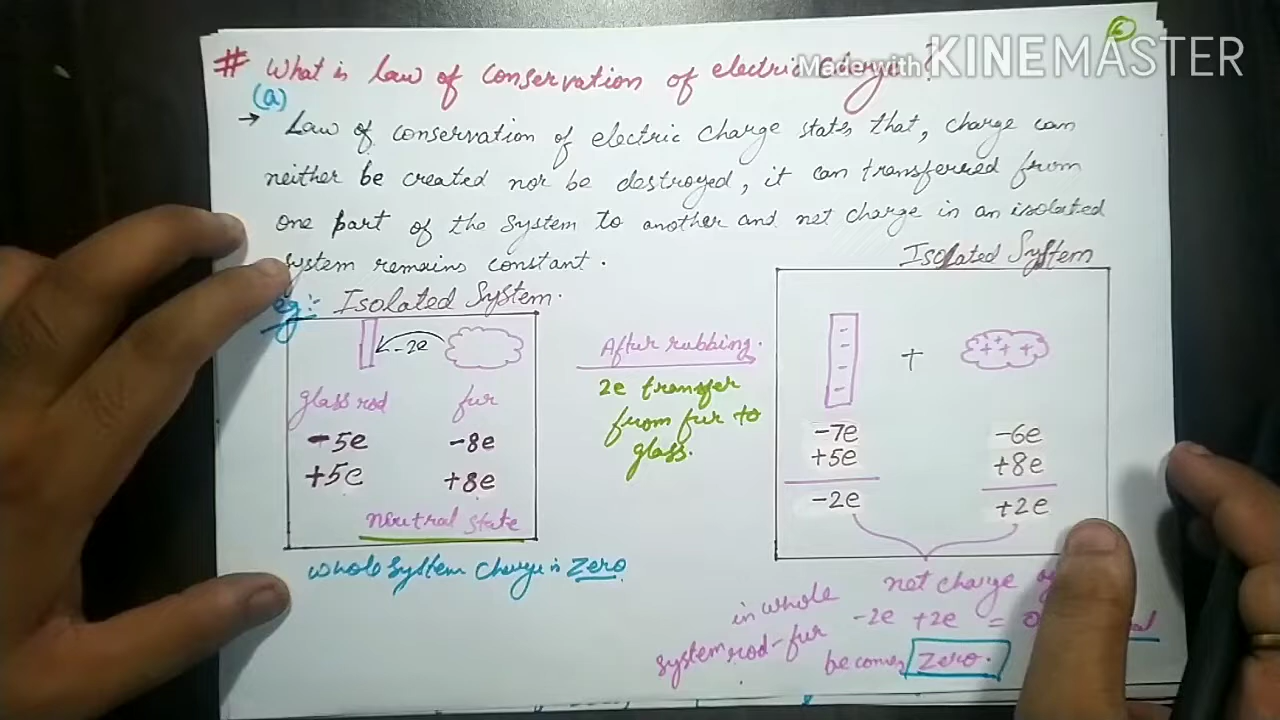 6
Made with KINEMASTER
# What is law of conservation of electric charge ?
(a)
→ Law of conservation of electric charge states that, charge can
neither be created nor be destroyed, it can transferred from
one part of the system to another and net charge in an isolated
system remains constant.
eg:- Isolated System.
-2e
glass rod fur
-5e -8e
+5e +8e
neutral state
whole system charge is zero
After rubbing.
2e transfer
from fur to
glass.
Isolated System
- - - - + + + + +
-7e -6e
+5e +8e
-2e +2e
net charge
in whole -2e +2e =
system rod-fur becomes zero.